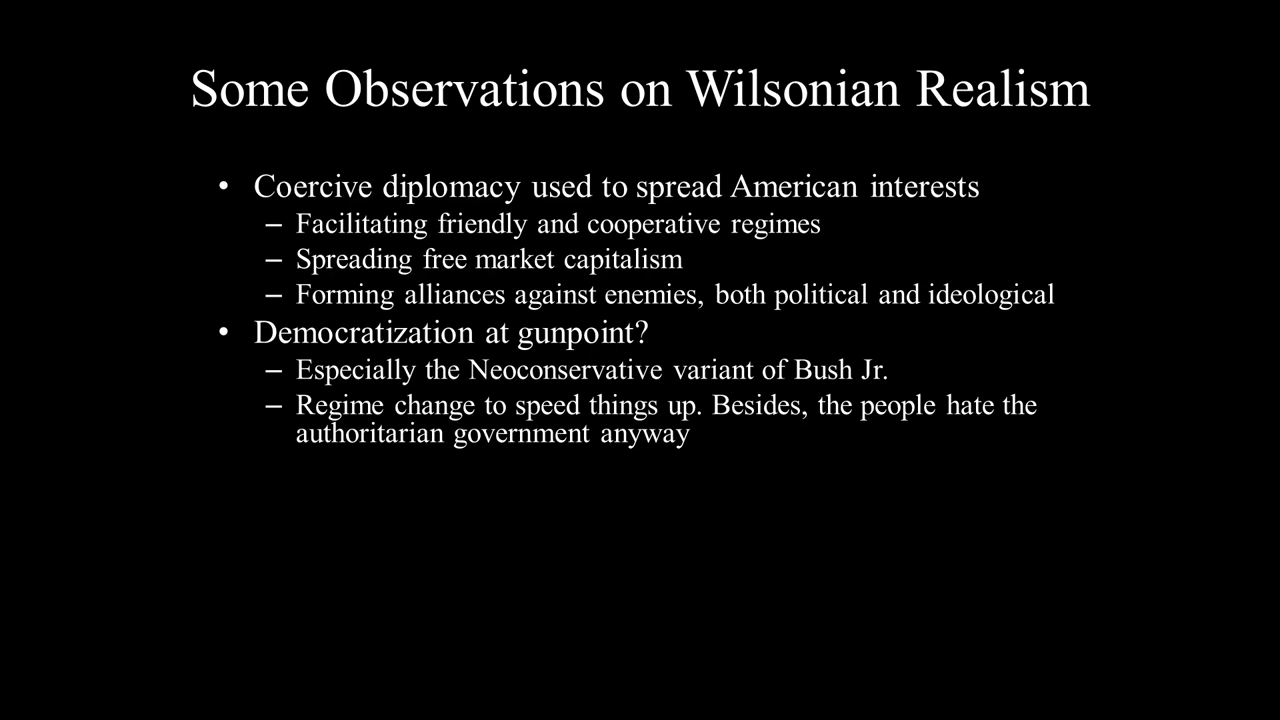 Some Observations on Wilsonian Realism
• Coercive diplomacy used to spread American interests
– Facilitating friendly and cooperative regimes
– Spreading free market capitalism
– Forming alliances against enemies, both political and ideological
• Democratization at gunpoint?
– Especially the Neoconservative variant of Bush Jr.
– Regime change to speed things up. Besides, the people hate the
authoritarian government anyway